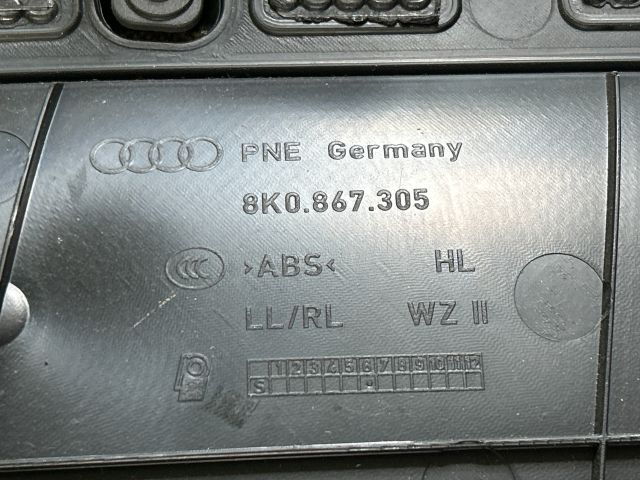 PNE Germany
8K0.867.305
CCC >ABS< HL
LL/RL WZ II
1 2 3 4 5 6 7 8 9 10 11 12
S